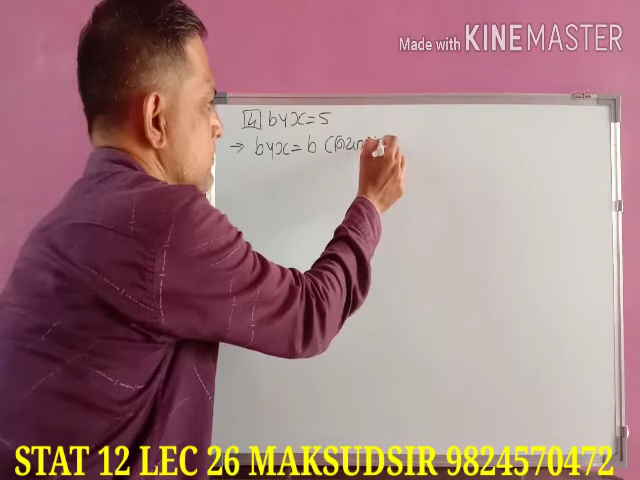 Made with KINEMASTER
4 byx = 5
→ byx = b
STAT 12 LEC 26 MAKSUDSIR 9824570472